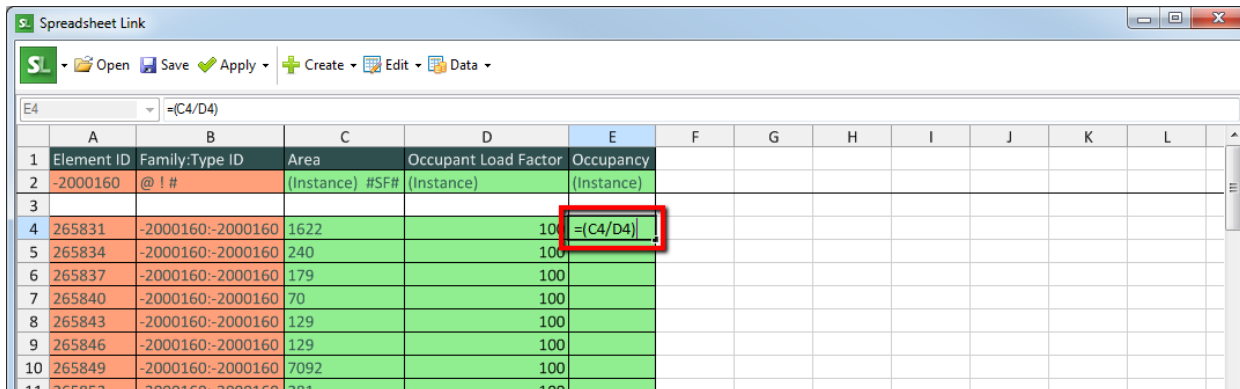 SL Spreadsheet Link
SL Open Save Apply Create Edit Data
E4 =(C4/D4)
A B C D E F G H I J K L
1 Element ID Family:Type ID Area Occupant Load Factor Occupancy
2 -2000160 @ ! # (Instance) #SF# (Instance) (Instance)
3
4 265831 -2000160:-2000160 1622 100 =(C4/D4)
5 265834 -2000160:-2000160 240 100
6 265837 -2000160:-2000160 179 100
7 265840 -2000160:-2000160 70 100
8 265843 -2000160:-2000160 129 100
9 265846 -2000160:-2000160 129 100
10 265849 -2000160:-2000160 7092 100